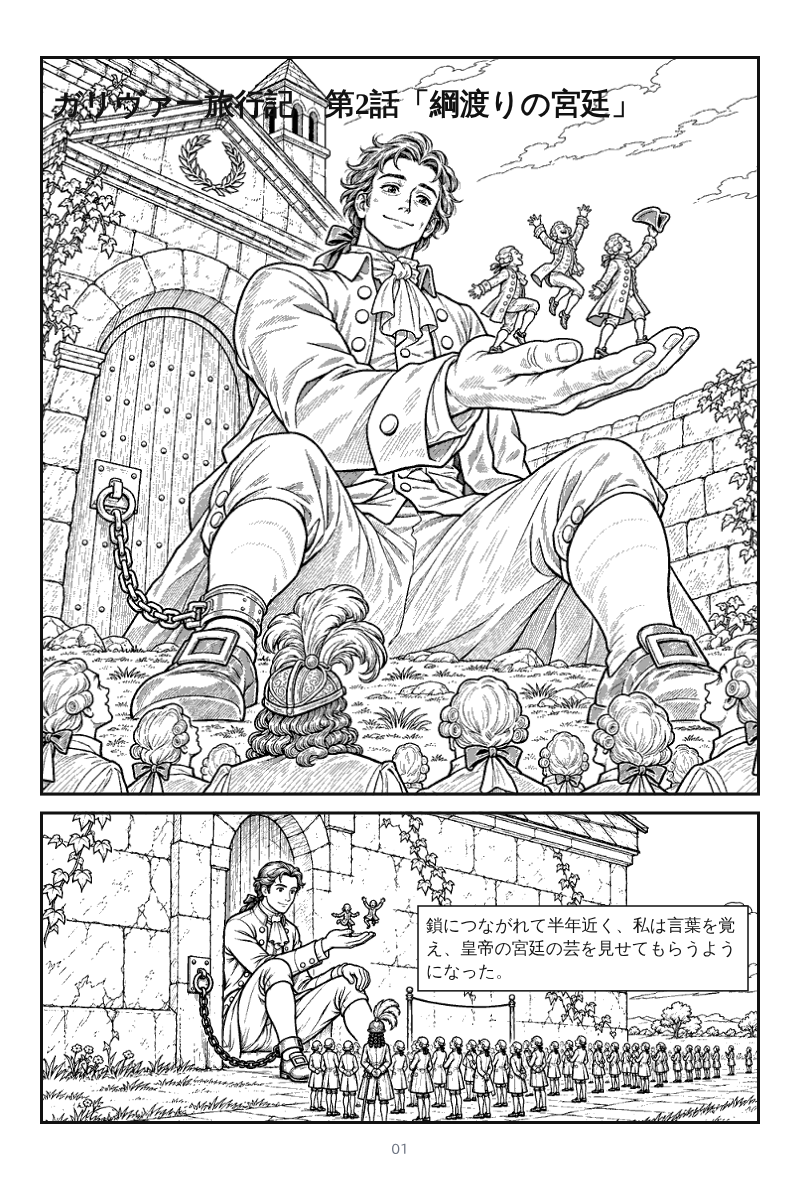 ガリヴァー旅行記　第2話「綱渡りの宮廷」
鎖につながれて半年近く、私は言葉を覚
え、皇帝の宮廷の芸を見せてもらうよう
になった。
01